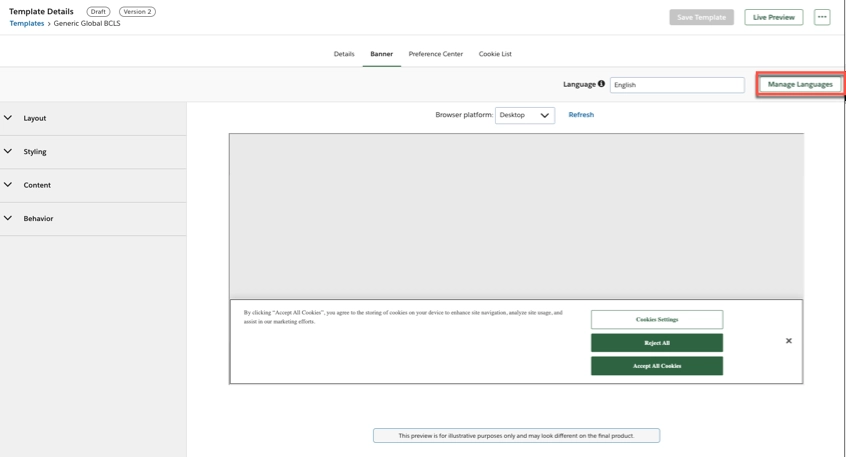 Template Details Draft Version 2
Templates > Generic Global BCLS
Save Template Live Preview ...
Details Banner Preference Center Cookie List
Language English Manage Languages
Browser platform: Desktop Refresh
Layout
Styling
Content
Behavior
By clicking “Accept All Cookies”, you agree to the storing of cookies on your device to enhance site navigation, analyze site usage, and
assist in our marketing efforts.
Cookies Settings
Reject All
Accept All Cookies
This preview is for illustrative purposes only and may look different on the final product